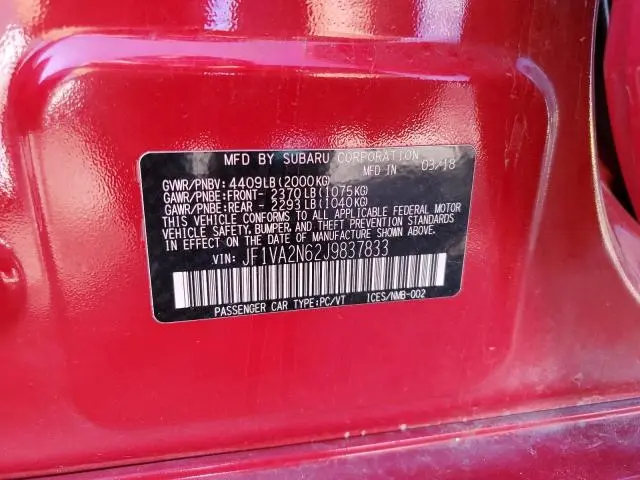 MFD BY SUBARU CORPORATION
MFD IN 03/18
GVWR/PNBV: 4409LB(2000KG)
GAWR/PNBE:FRONT- 2370LB(1075KG)
GAWR/PNBE:REAR - 2293LB(1040KG)
THIS VEHICLE CONFORMS TO ALL APPLICABLE FEDERAL MOTOR
VEHICLE SAFETY,BUMPER,AND THEFT PREVENTION STANDARDS
IN EFFECT ON THE DATE OF MANUFACTURE SHOWN ABOVE.
VIN: JF1VA2N62J9837833
PASSENGER CAR TYPE:PC/VT ICES/NMB-002